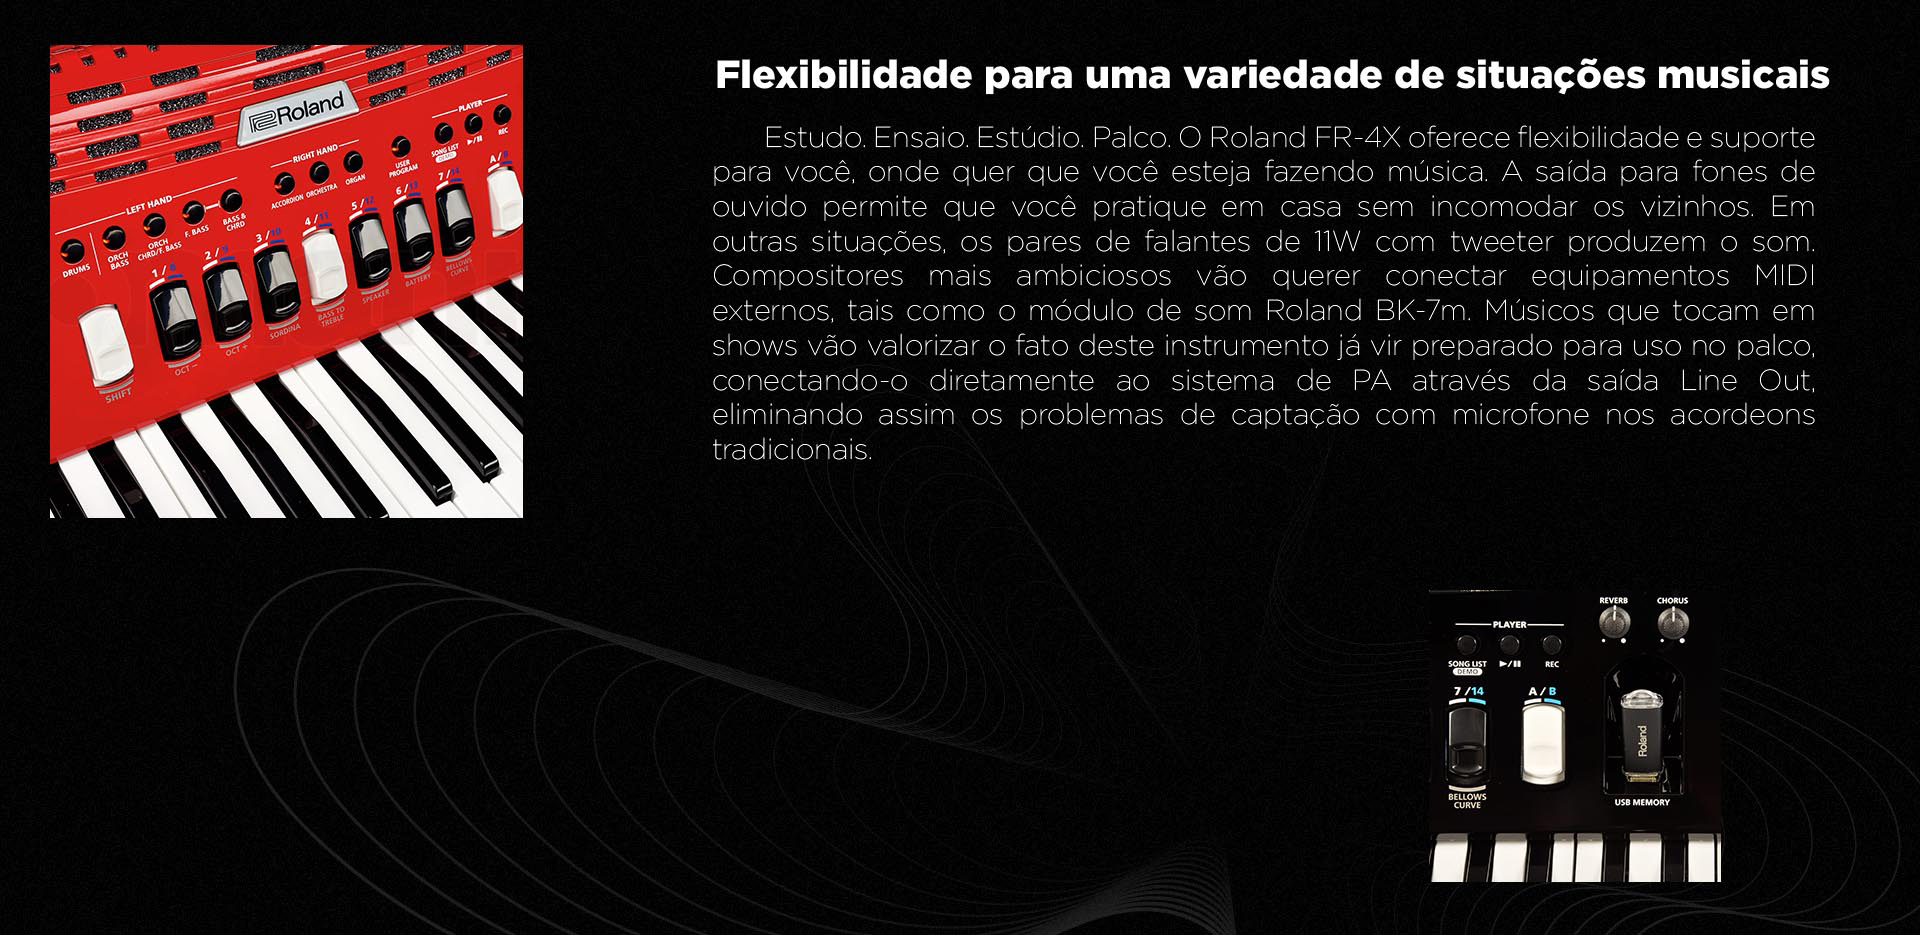 Roland
PLAYER
SONG LIST
DEMO
REC
RIGHT HAND
ACCORDION
ORCHESTRA
ORGAN
USER
PROGRAM
LEFT HAND
DRUMS
ORCH
BASS
ORCH
CHRD/F. BASS
F. BASS
BASS &
CHRD
1 / 8
2 / 9
3 / 10
4 / 11
5 / 12
6 / 13
7 / 14
A / B
SHIFT
OCT −
OCT +
SORDINA
BASS TO
TREBLE
SPEAKER
BATTERY
BELLOWS
CURVE
Flexibilidade para uma variedade de situações musicais
Estudo. Ensaio. Estúdio. Palco. O Roland FR-4X oferece flexibilidade e suporte
para você, onde quer que você esteja fazendo música. A saída para fones de
ouvido permite que você pratique em casa sem incomodar os vizinhos. Em
outras situações, os pares de falantes de 11W com tweeter produzem o som.
Compositores mais ambiciosos vão querer conectar equipamentos MIDI
externos, tais como o módulo de som Roland BK-7m. Músicos que tocam em
shows vão valorizar o fato deste instrumento já vir preparado para uso no palco,
conectando-o diretamente ao sistema de PA através da saída Line Out,
eliminando assim os problemas de captação com microfone nos acordeons
tradicionais.
REVERB
CHORUS
PLAYER
SONG LIST
DEMO
REC
7 / 14
A / B
Roland
BELLOWS
CURVE
USB MEMORY